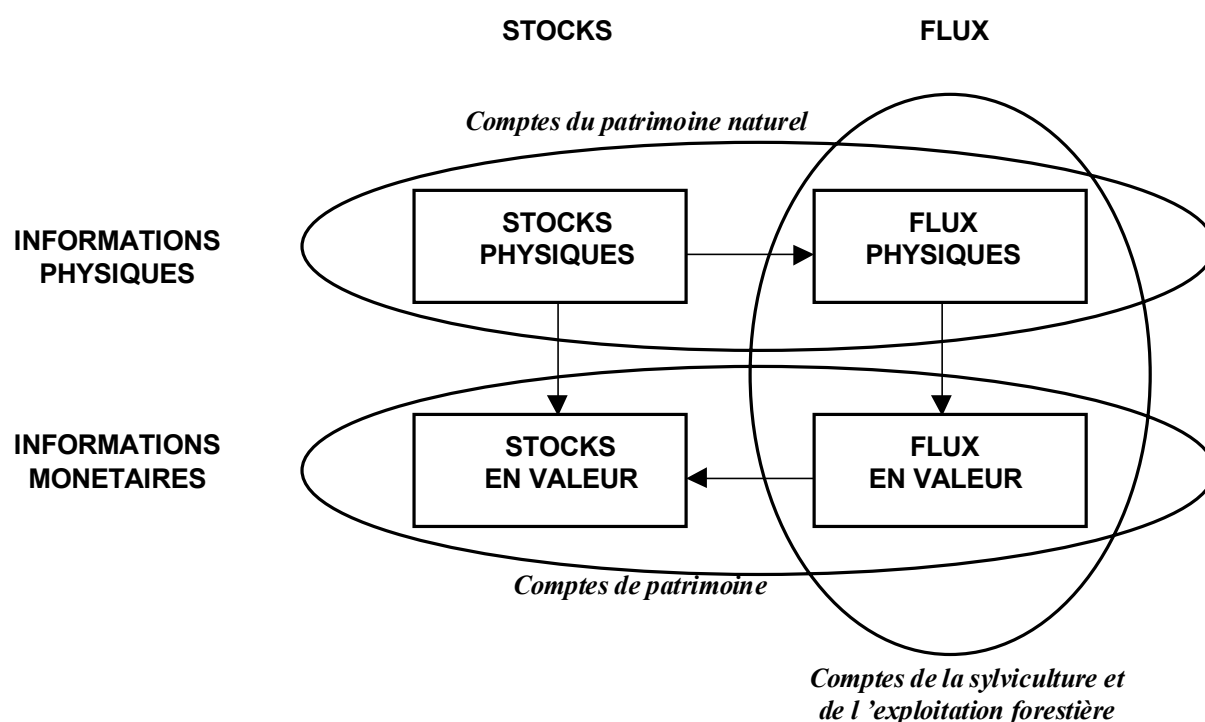 STOCKS
FLUX
Comptes du patrimoine naturel
INFORMATIONS
PHYSIQUES
STOCKS
PHYSIQUES
FLUX
PHYSIQUES
INFORMATIONS
MONETAIRES
STOCKS
EN VALEUR
FLUX
EN VALEUR
Comptes de patrimoine
Comptes de la sylviculture et
de l ’exploitation forestière